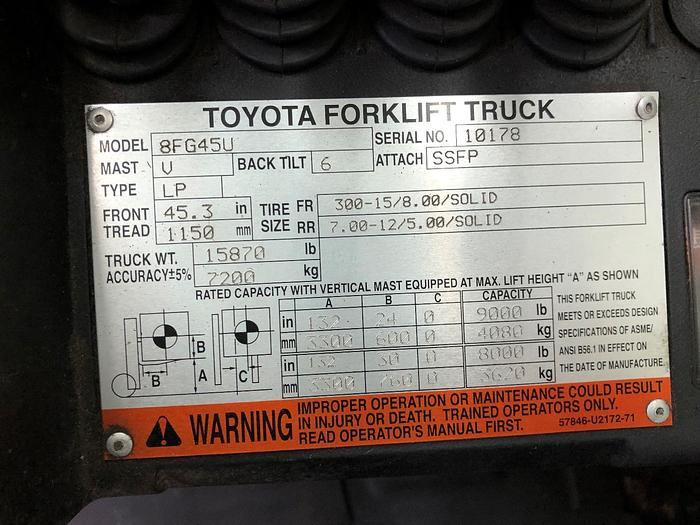 TOYOTA FORKLIFT TRUCK
MODEL 8FG45U SERIAL NO. 10178
MAST V BACK TILT 6 ATTACH SSFP
TYPE LP
FRONT TREAD 45.3 in 1150 mm
TIRE SIZE FR 300-15/8.00/SOLID
RR 7.00-12/5.00/SOLID
TRUCK WT. 15870 lb
ACCURACY±5% 7200 kg
RATED CAPACITY WITH VERTICAL MAST EQUIPPED AT MAX. LIFT HEIGHT "A" AS SHOWN
A B C CAPACITY
in 132 24 0 9000 lb
mm 3300 600 0 4080 kg
in 132 30 0 8000 lb
mm 3300 760 0 3620 kg
B B A C
THIS FORKLIFT TRUCK
MEETS OR EXCEEDS DESIGN
SPECIFICATIONS OF ASME/
ANSI B56.1 IN EFFECT ON
THE DATE OF MANUFACTURE.
WARNING
IMPROPER OPERATION OR MAINTENANCE COULD RESULT
IN INJURY OR DEATH. TRAINED OPERATORS ONLY.
READ OPERATOR'S MANUAL FIRST. 57846-U2172-71